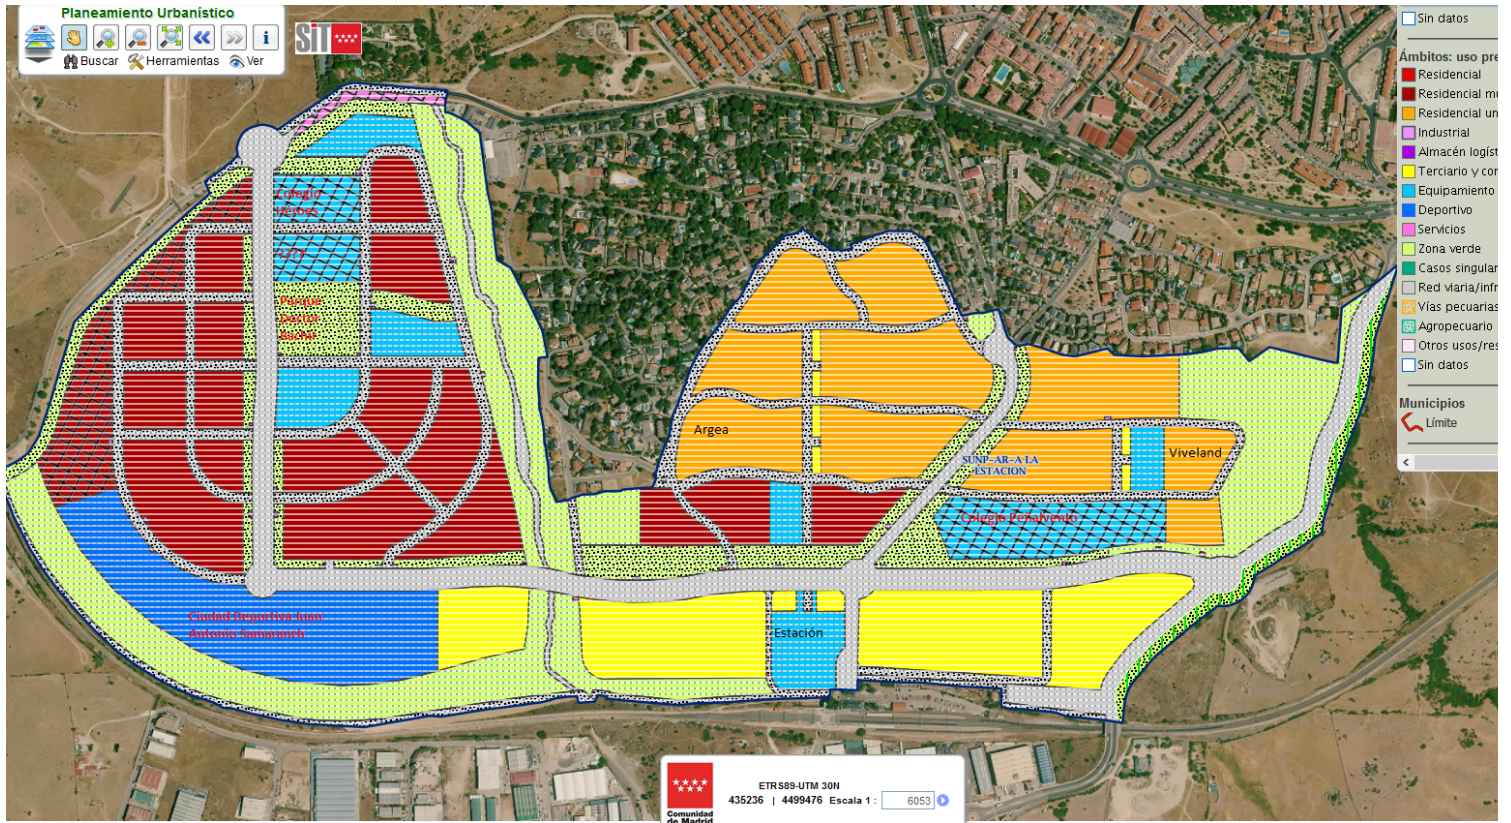 Planeamiento Urbanístico
Buscar Herramientas Ver
SiT
Sin datos
Ámbitos: uso pre
Residencial
Residencial mu
Residencial un
Industrial
Almacén logíst
Terciario y con
Equipamiento
Deportivo
Servicios
Zona verde
Casos singular
Red viaria/infr
Vías pecuarias
Agropecuario
Otros usos/res
Sin datos
Municipios
Límite
Colegio
Héroes
Parque
Doctor
Argea
SUNP-AR-A LA
ESTACION
Viveland
Colegio Peñalvento
Ciudad Deportiva Juan
Antonio Samaranch
Estación
Comunidad
de Madrid
ETRS89-UTM 30N
435236 | 4499476 Escala 1 : 6053